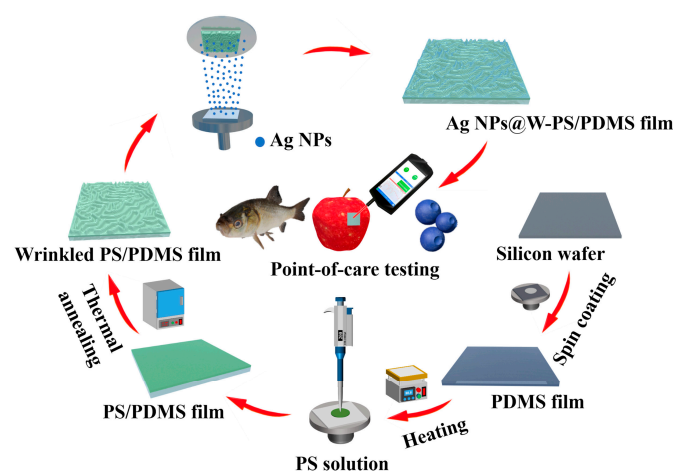 Ag NPs
Ag NPs@W-PS/PDMS film
Wrinkled PS/PDMS film
Point-of-care testing
Silicon wafer
Spin coating
Thermal
annealing
PS/PDMS film
PDMS film
Heating
PS solution